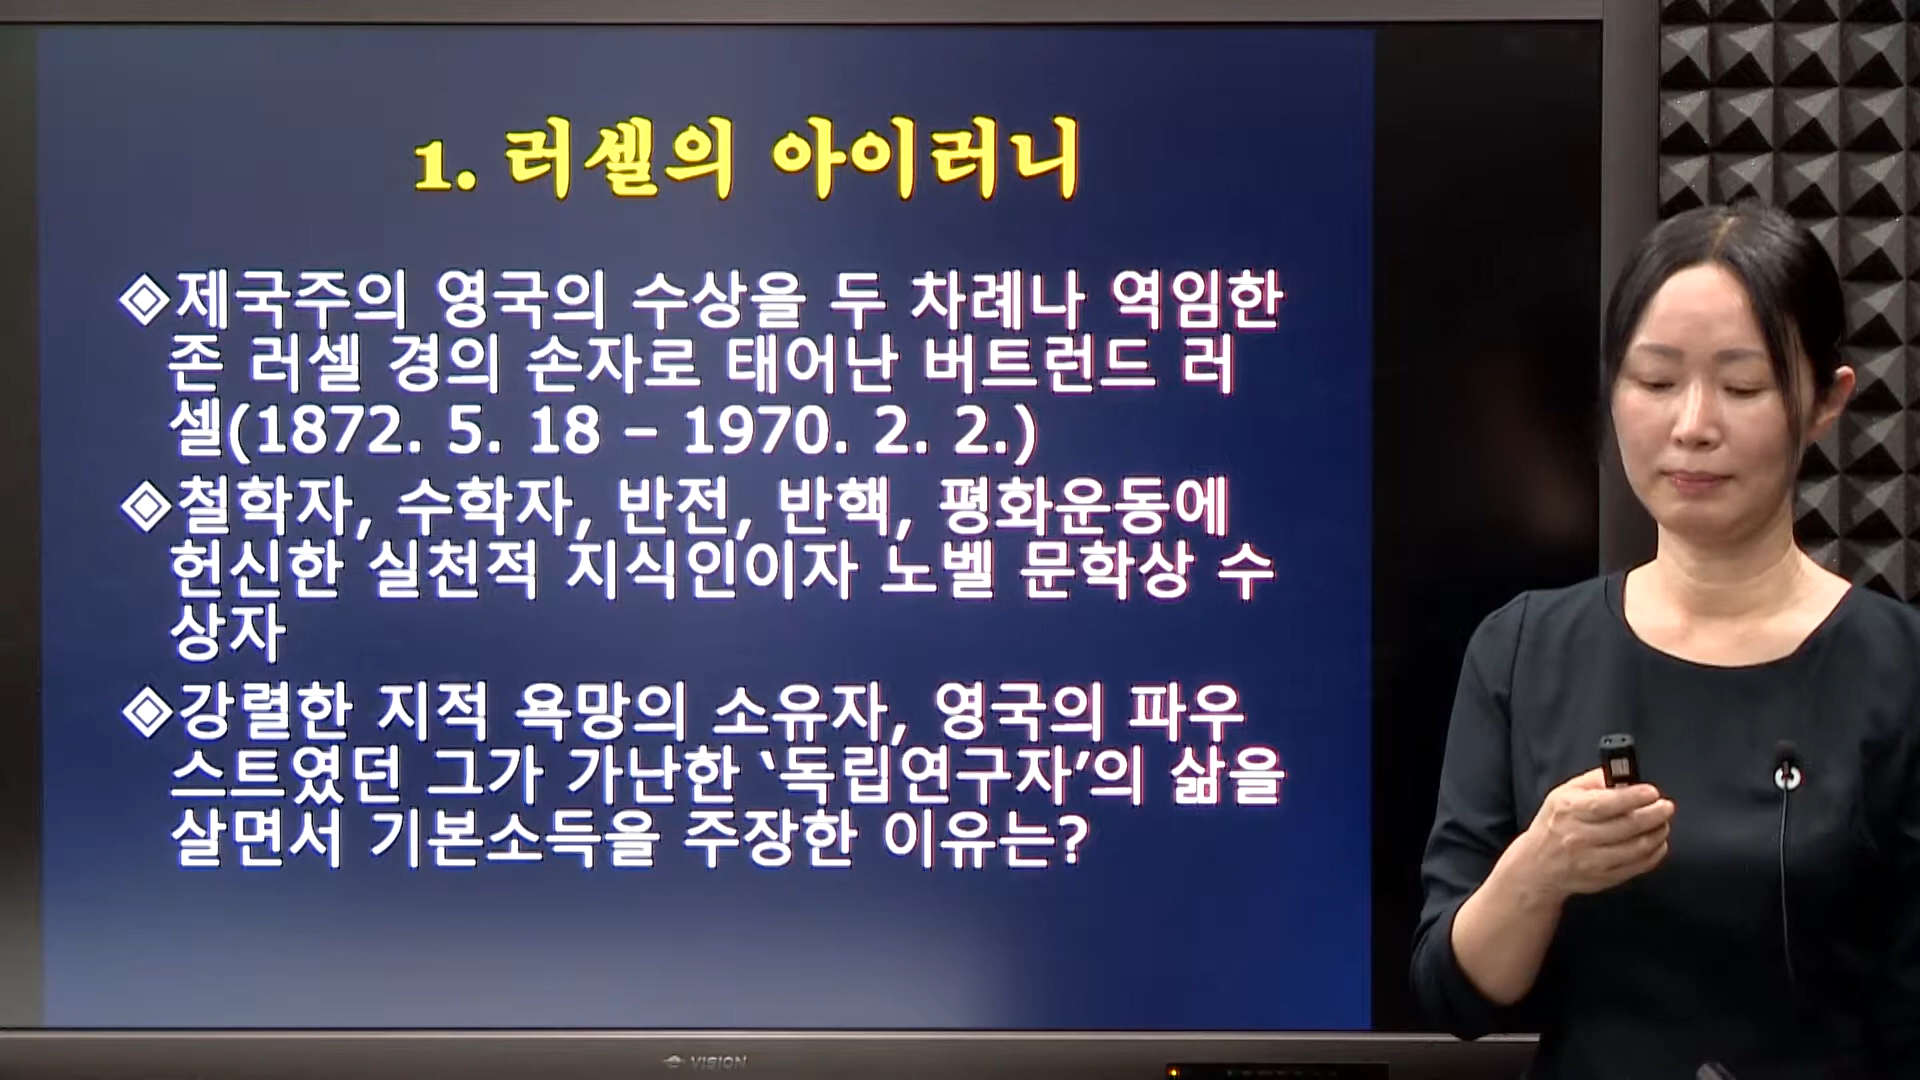 1. 러셀의 아이러니
◈제국주의 영국의 수상을 두 차례나 역임한
존 러셀 경의 손자로 태어난 버트런드 러
셀(1872. 5. 18 – 1970. 2. 2.)
◈철학자, 수학자, 반전, 반핵, 평화운동에
헌신한 실천적 지식인이자 노벨 문학상 수
상자
◈강렬한 지적 욕망의 소유자, 영국의 파우
스트였던 그가 가난한 ‘독립연구자’의 삶을
살면서 기본소득을 주장한 이유는?
VISION